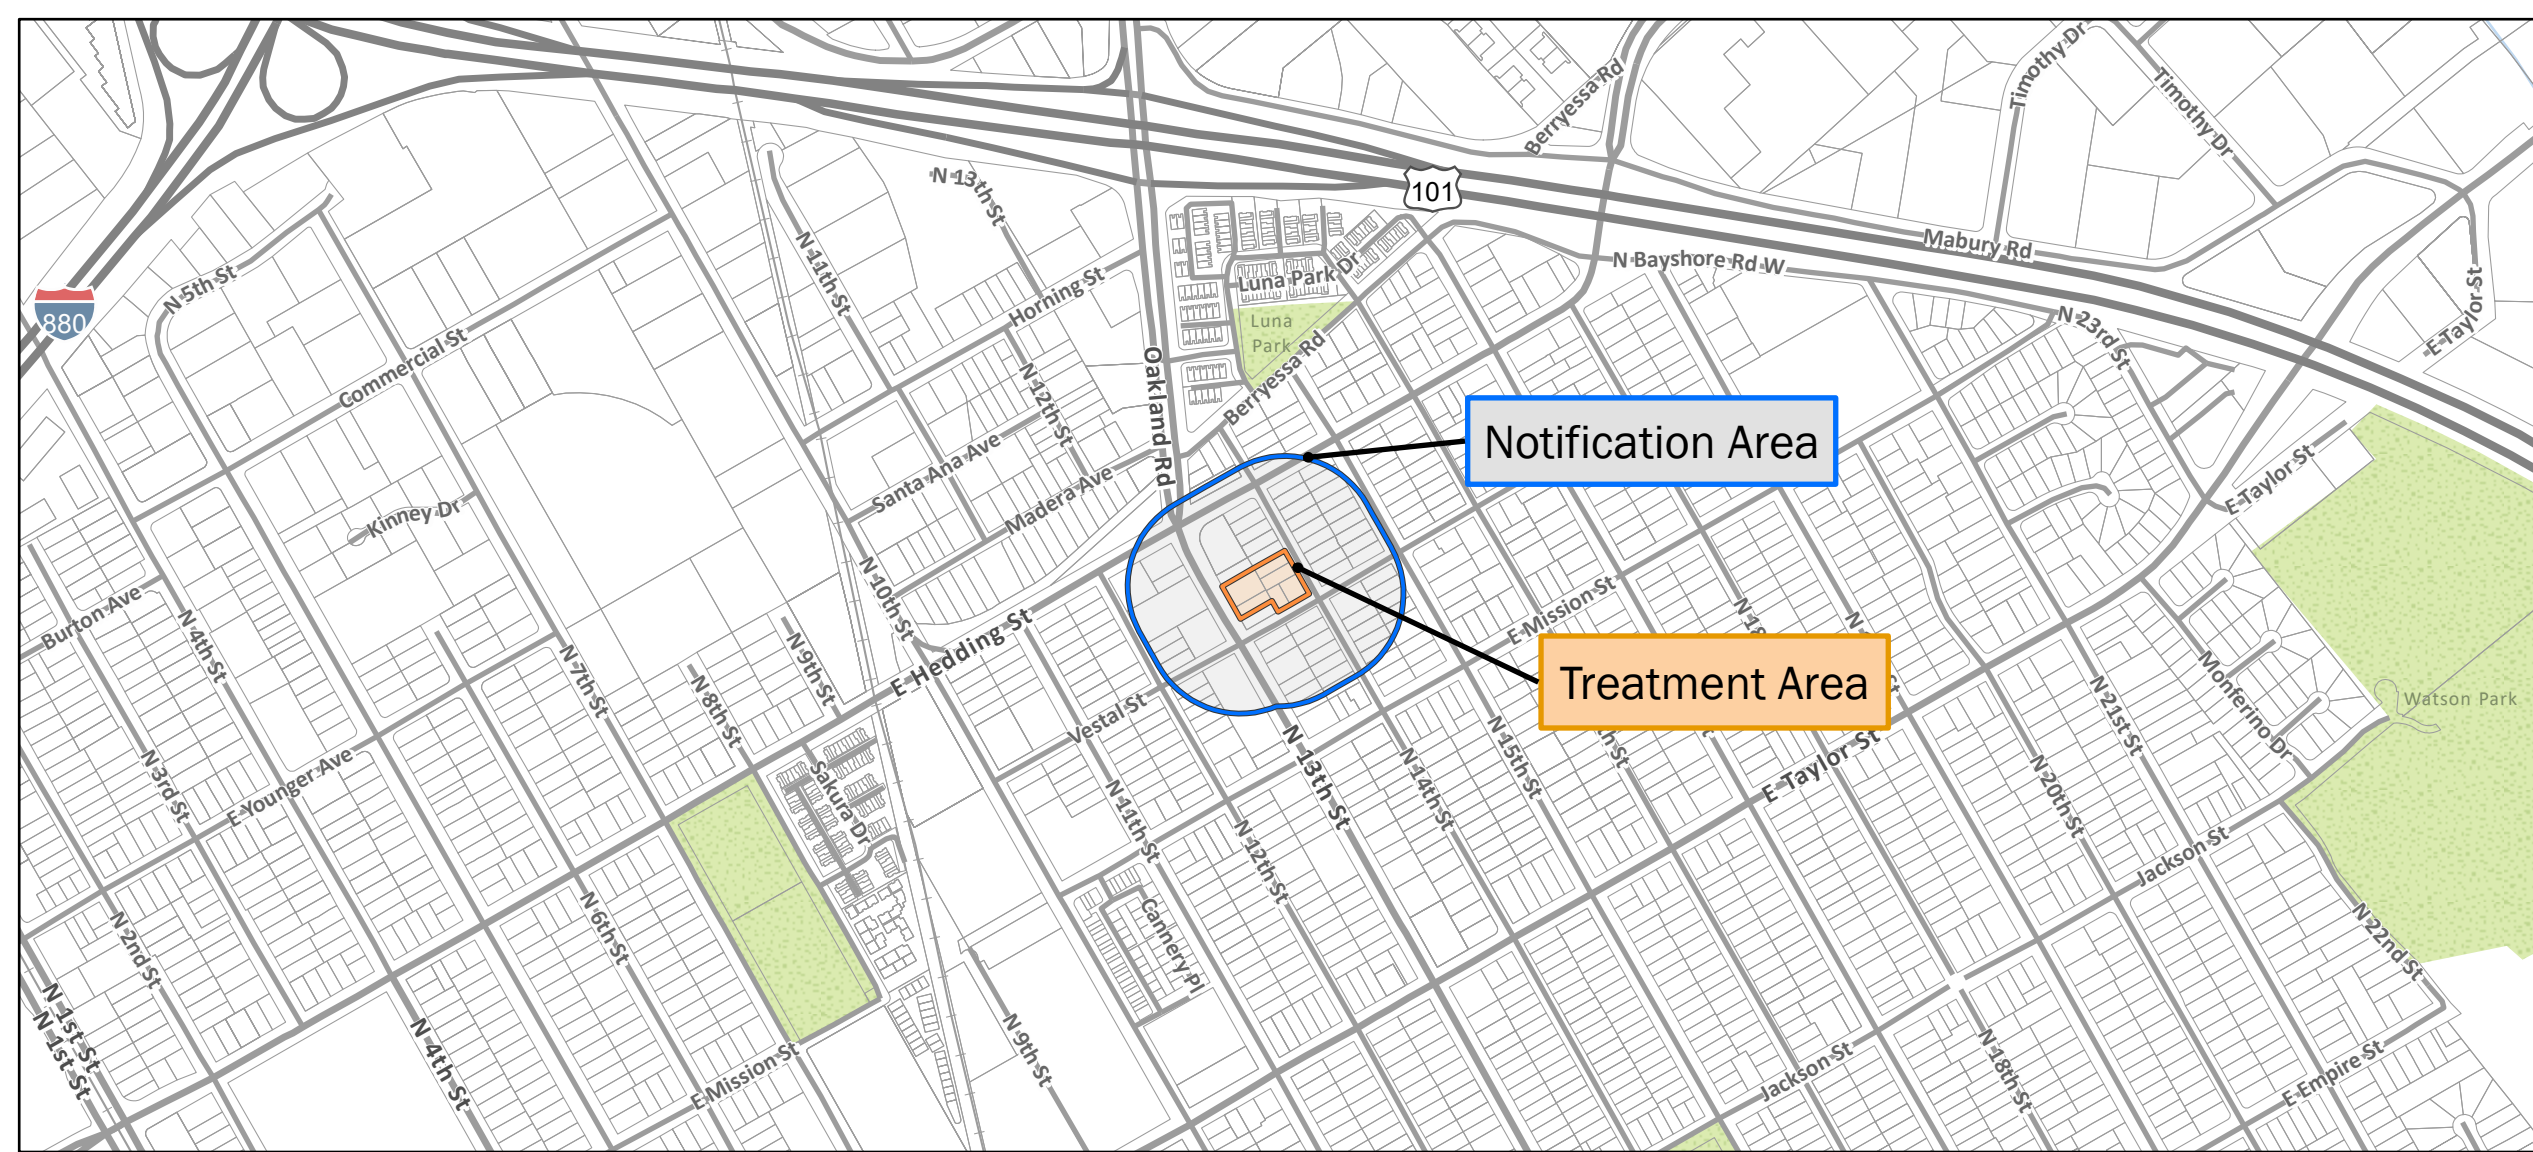 Timothy Dr
Berryessa Rd
Timothy Dr
N 13th St
101
N 11th St
Mabury Rd
N Bayshore Rd W
N 5th St
Luna Park Dr
Horning St
E Taylor St
880
Luna
Park
N 23rd St
Commercial St
Oakland Rd
Berryessa Rd
N 12th St
Notification Area
Santa Ana Ave
Madera Ave
E Taylor St
Kinney Dr
N 10th St
Burton Ave
N 4th St
E Hedding St
E Mission St
N 18
N
St
Treatment Area
N 7th St
N 9th St
N 8th St
Vestal St
Monferino Dr
N 21st St
Watson Park
N 3rd St
E Younger Ave
Sakura Dr
N 11th St
N 13th St
N 14th St
N 15th St
th St
E Taylor St
N 20th St
N 12th St
Jackson St
N 2nd St
N 6th St
Cannery Pl
N 22nd St
N 1st St
N 1st St
N 4th St
E Mission St
N 9th St
Jackson St
N 18th St
E Empire St